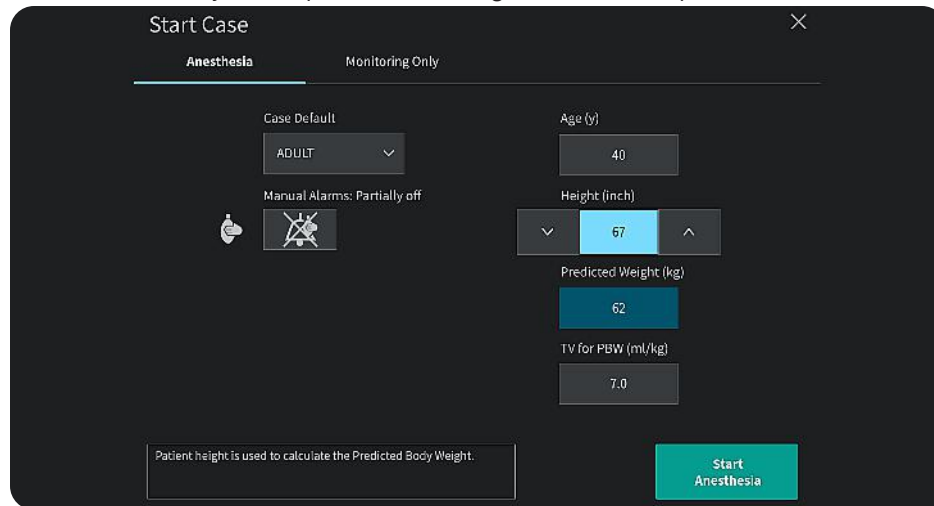 Start Case
Anesthesia
Monitoring Only
Case Default
ADULT
Manual Alarms: Partially off
Age (y)
40
Height (inch)
67
Predicted Weight (kg)
62
TV for PBW (ml/kg)
7.0
Patient height is used to calculate the Predicted Body Weight.
Start
Anesthesia